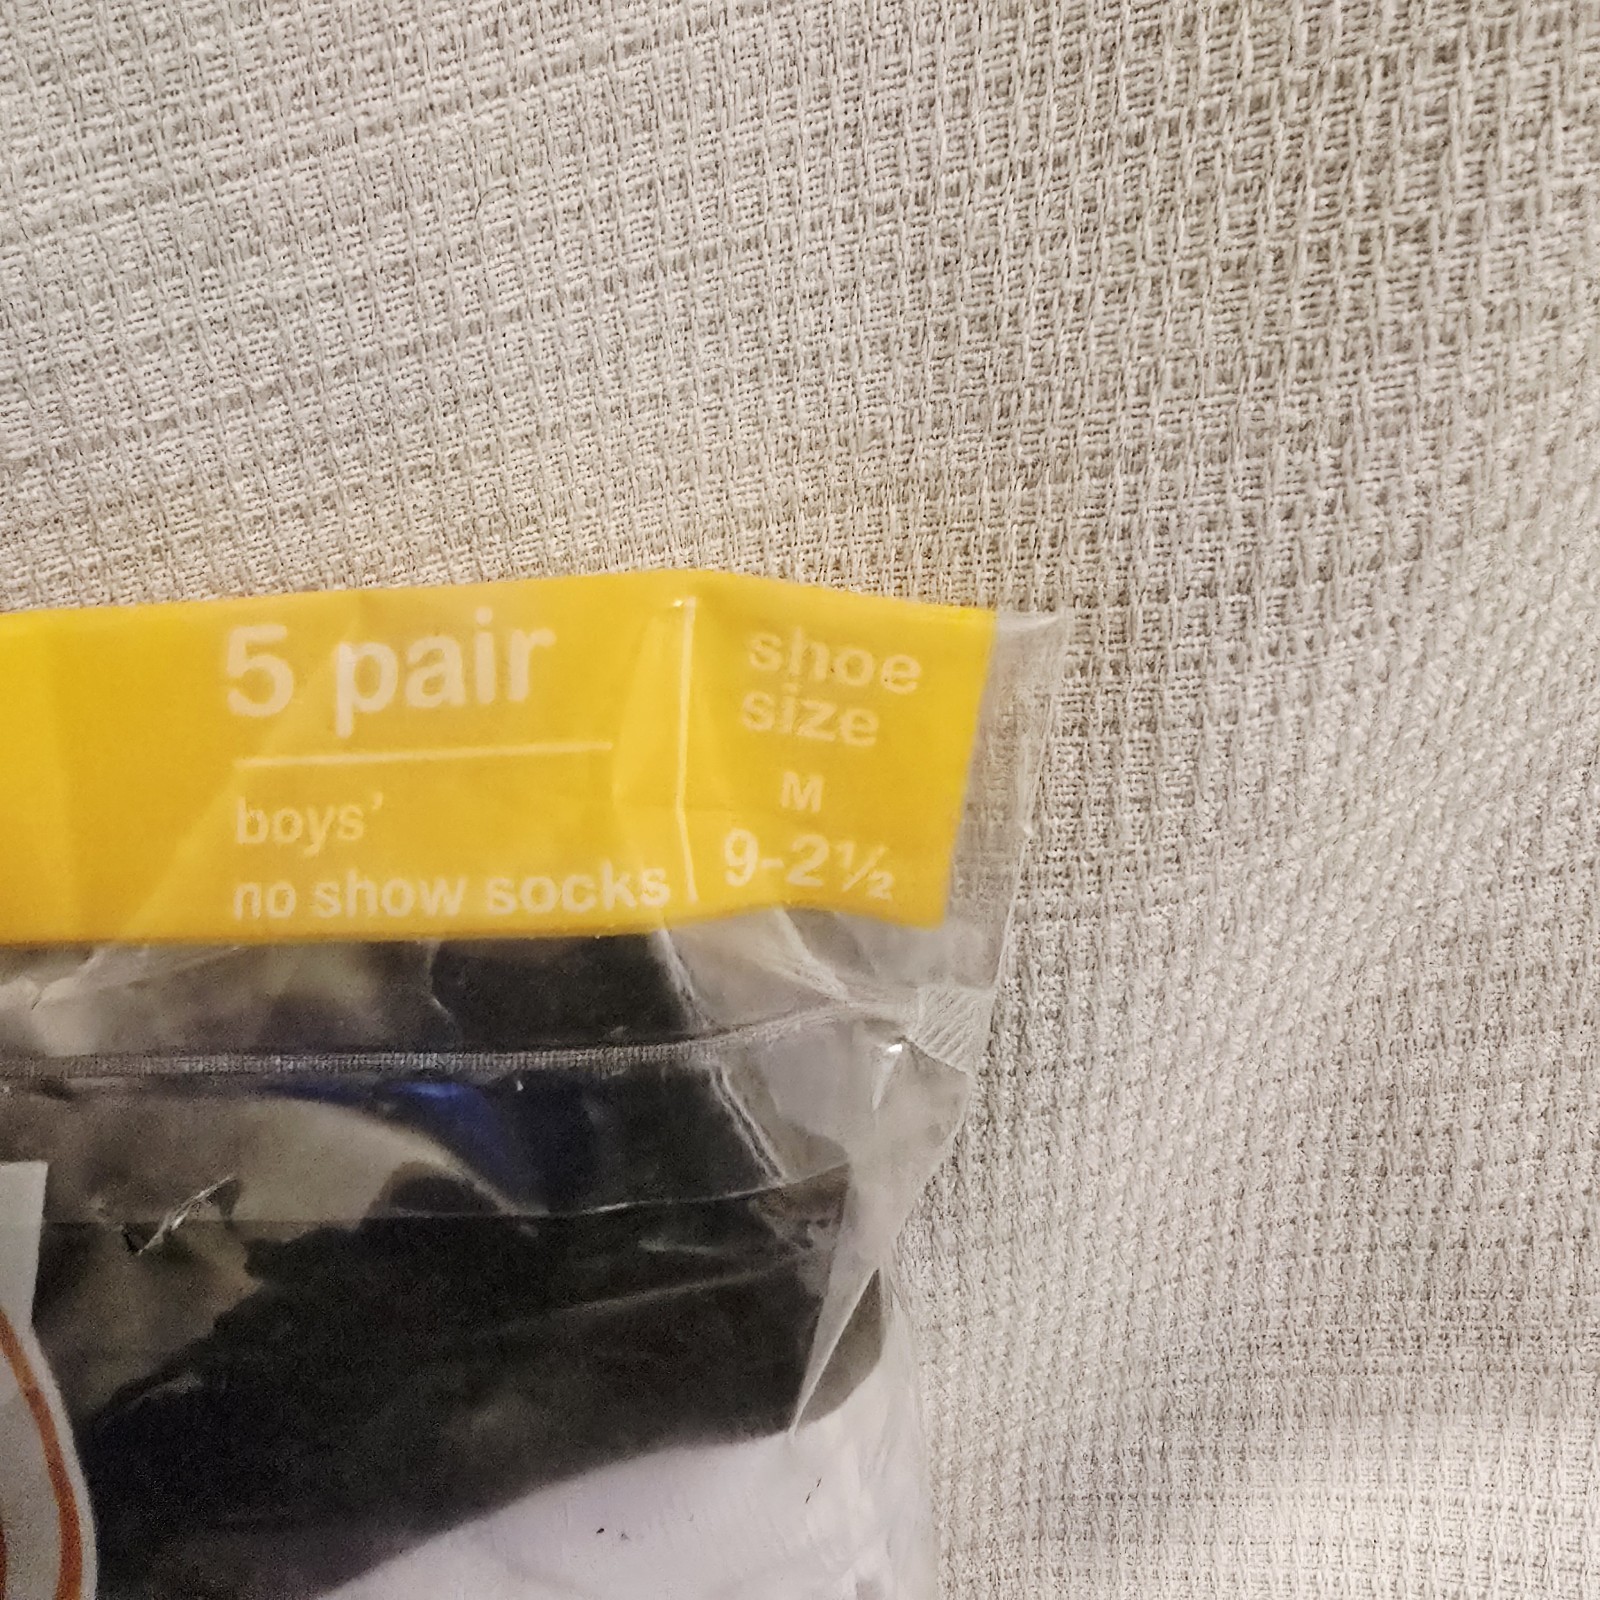 5 pair
boys'
no show socks
shoe
size
M
9-2½